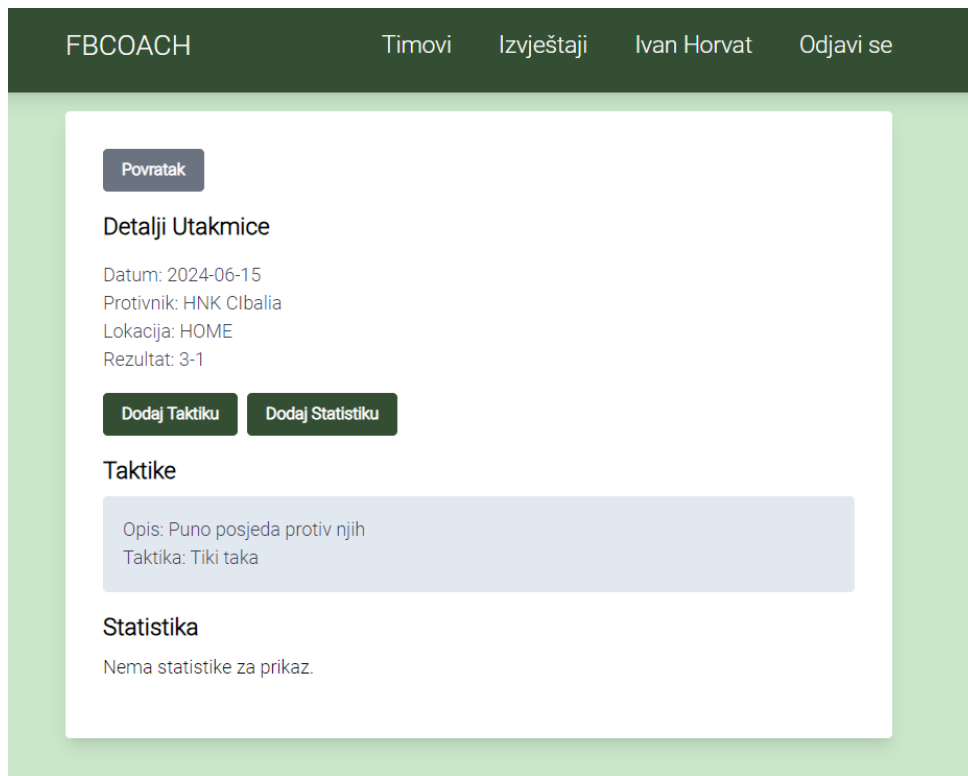 FBCOACH Timovi Izvještaji Ivan Horvat Odjavi se
Povratak
Detalji Utakmice
Datum: 2024-06-15
Protivnik: HNK CIbalia
Lokacija: HOME
Rezultat: 3-1
Dodaj Taktiku Dodaj Statistiku
Taktike
Opis: Puno posjeda protiv njih
Taktika: Tiki taka
Statistika
Nema statistike za prikaz.